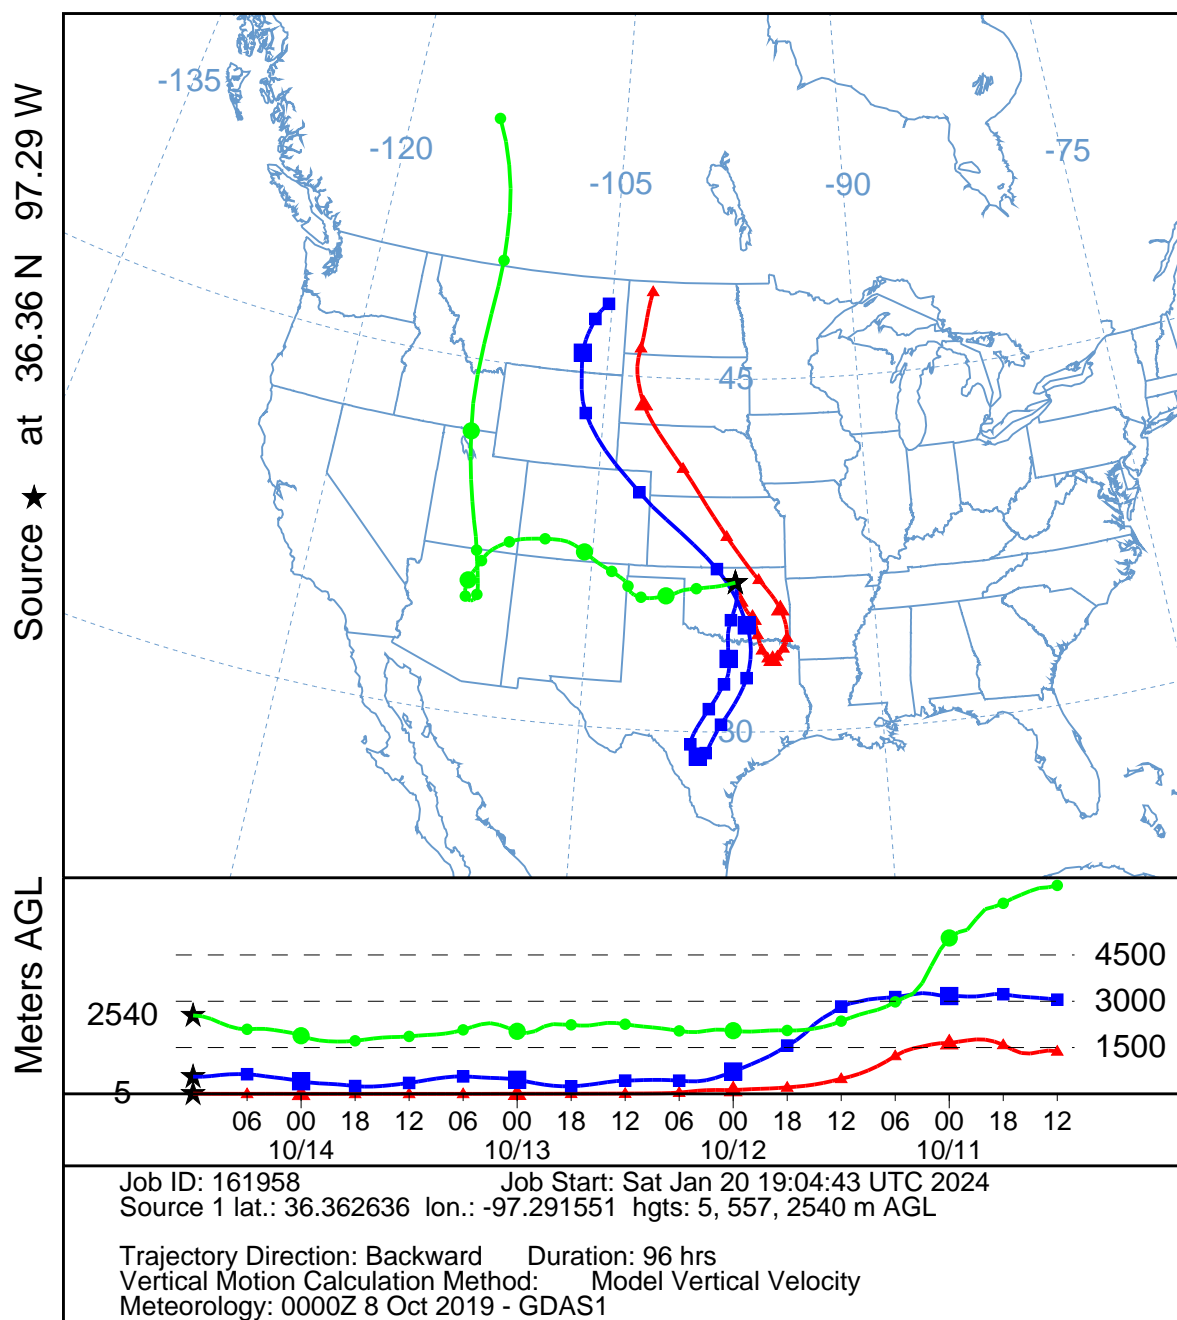 Source ★ at 36.36 N 97.29 W
-135
-120
-105
-90
-75
45
30
Meters AGL
2540
5
4500
3000
1500
06 00 18 12 06 00 18 12 06 00 18 12 06 00 18 12
10/14 10/13 10/12 10/11
Job ID: 161958 Job Start: Sat Jan 20 19:04:43 UTC 2024
Source 1 lat.: 36.362636 lon.: -97.291551 hgts: 5, 557, 2540 m AGL
Trajectory Direction: Backward Duration: 96 hrs
Vertical Motion Calculation Method: Model Vertical Velocity
Meteorology: 0000Z 8 Oct 2019 - GDAS1